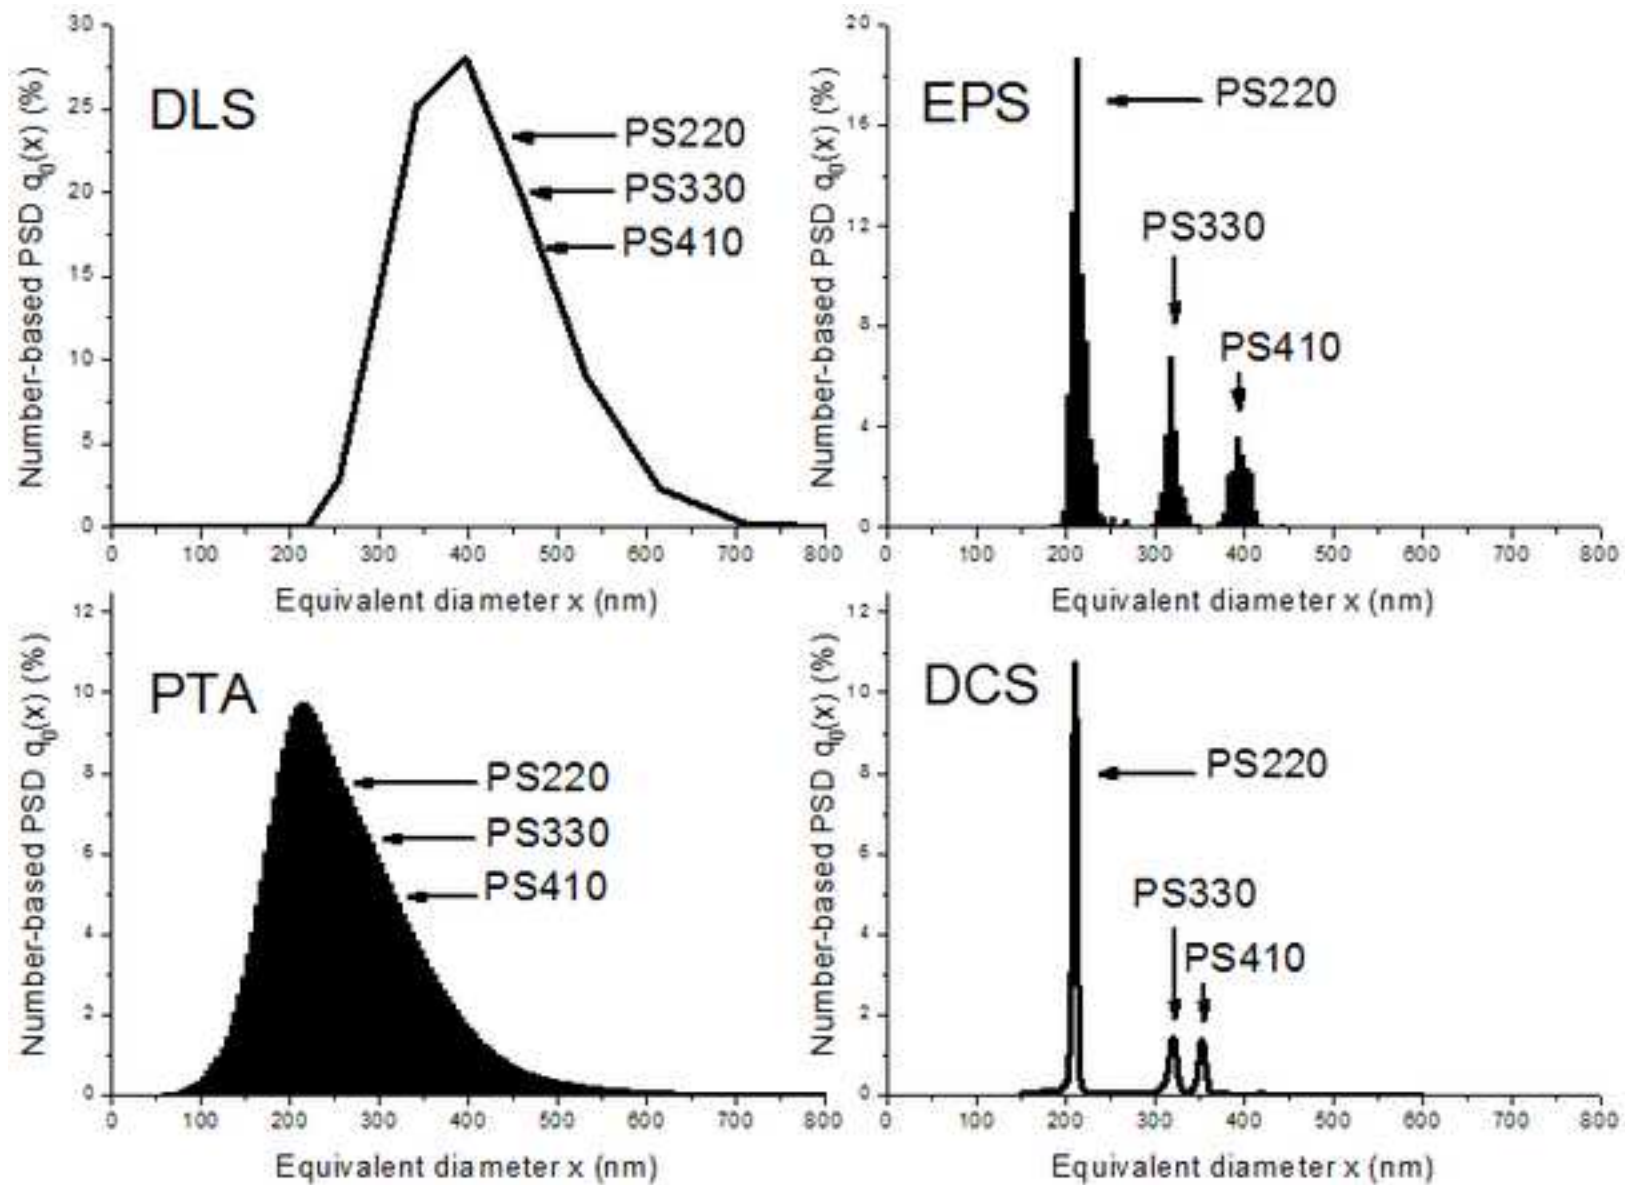 DLS
Number-based PSD q0(x) (%)
30
25
20
15
10
5
0
PS220
PS330
PS410
0 100 200 300 400 500 600 700 800
Equivalent diameter x (nm)
EPS
Number-based PSD q0(x) (%)
20
16
12
8
4
0
PS220
PS330
PS410
0 100 200 300 400 500 600 700 800
Equivalent diameter x (nm)
PTA
Number-based PSD q0(x) (%)
12
10
8
6
4
2
0
PS220
PS330
PS410
0 100 200 300 400 500 600 700 800
Equivalent diameter x (nm)
DCS
Number-based PSD q0(x) (%)
12
10
8
6
4
2
0
PS220
PS330
PS410
0 100 200 300 400 500 600 700 800
Equivalent diameter x (nm)